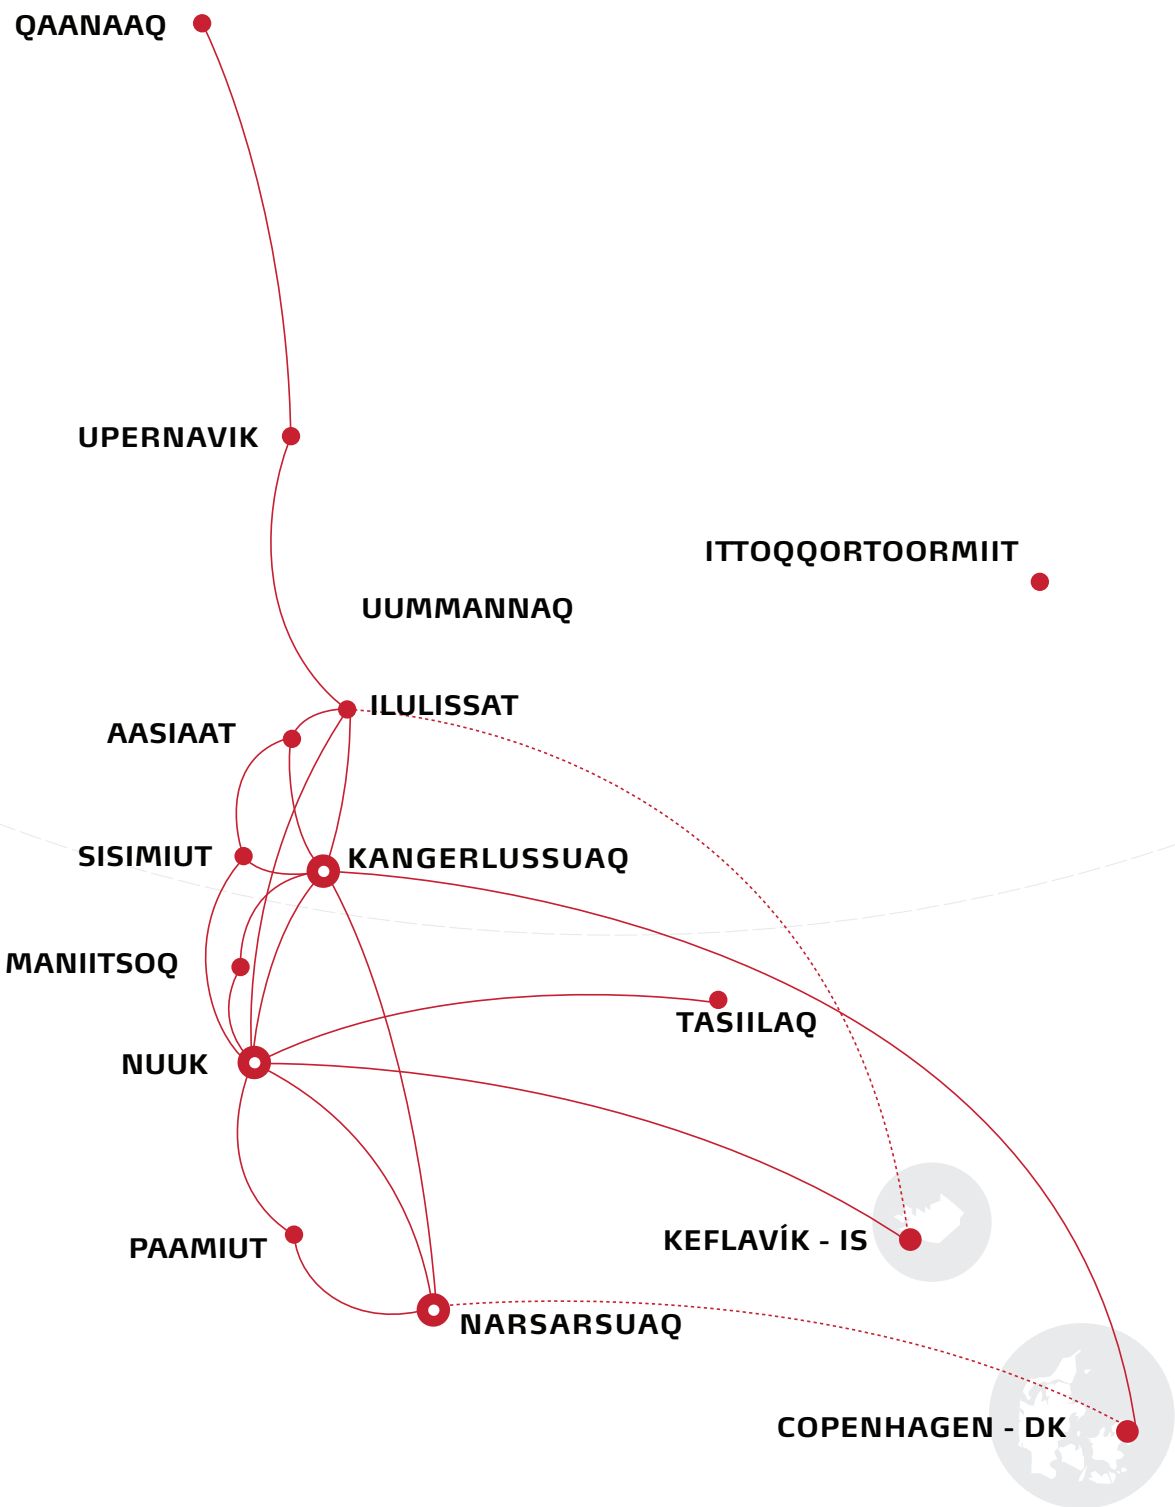 QAANAAQ
UPERNAVIK
ITTOQQORTOORMIIT
UUMMANNAQ
ILULISSAT
AASIAAT
SISIMIUT
KANGERLUSSUAQ
MANIITSOQ
TASIILAQ
NUUK
KEFLAVÍK - IS
PAAMIUT
NARSARSUAQ
COPENHAGEN - DK